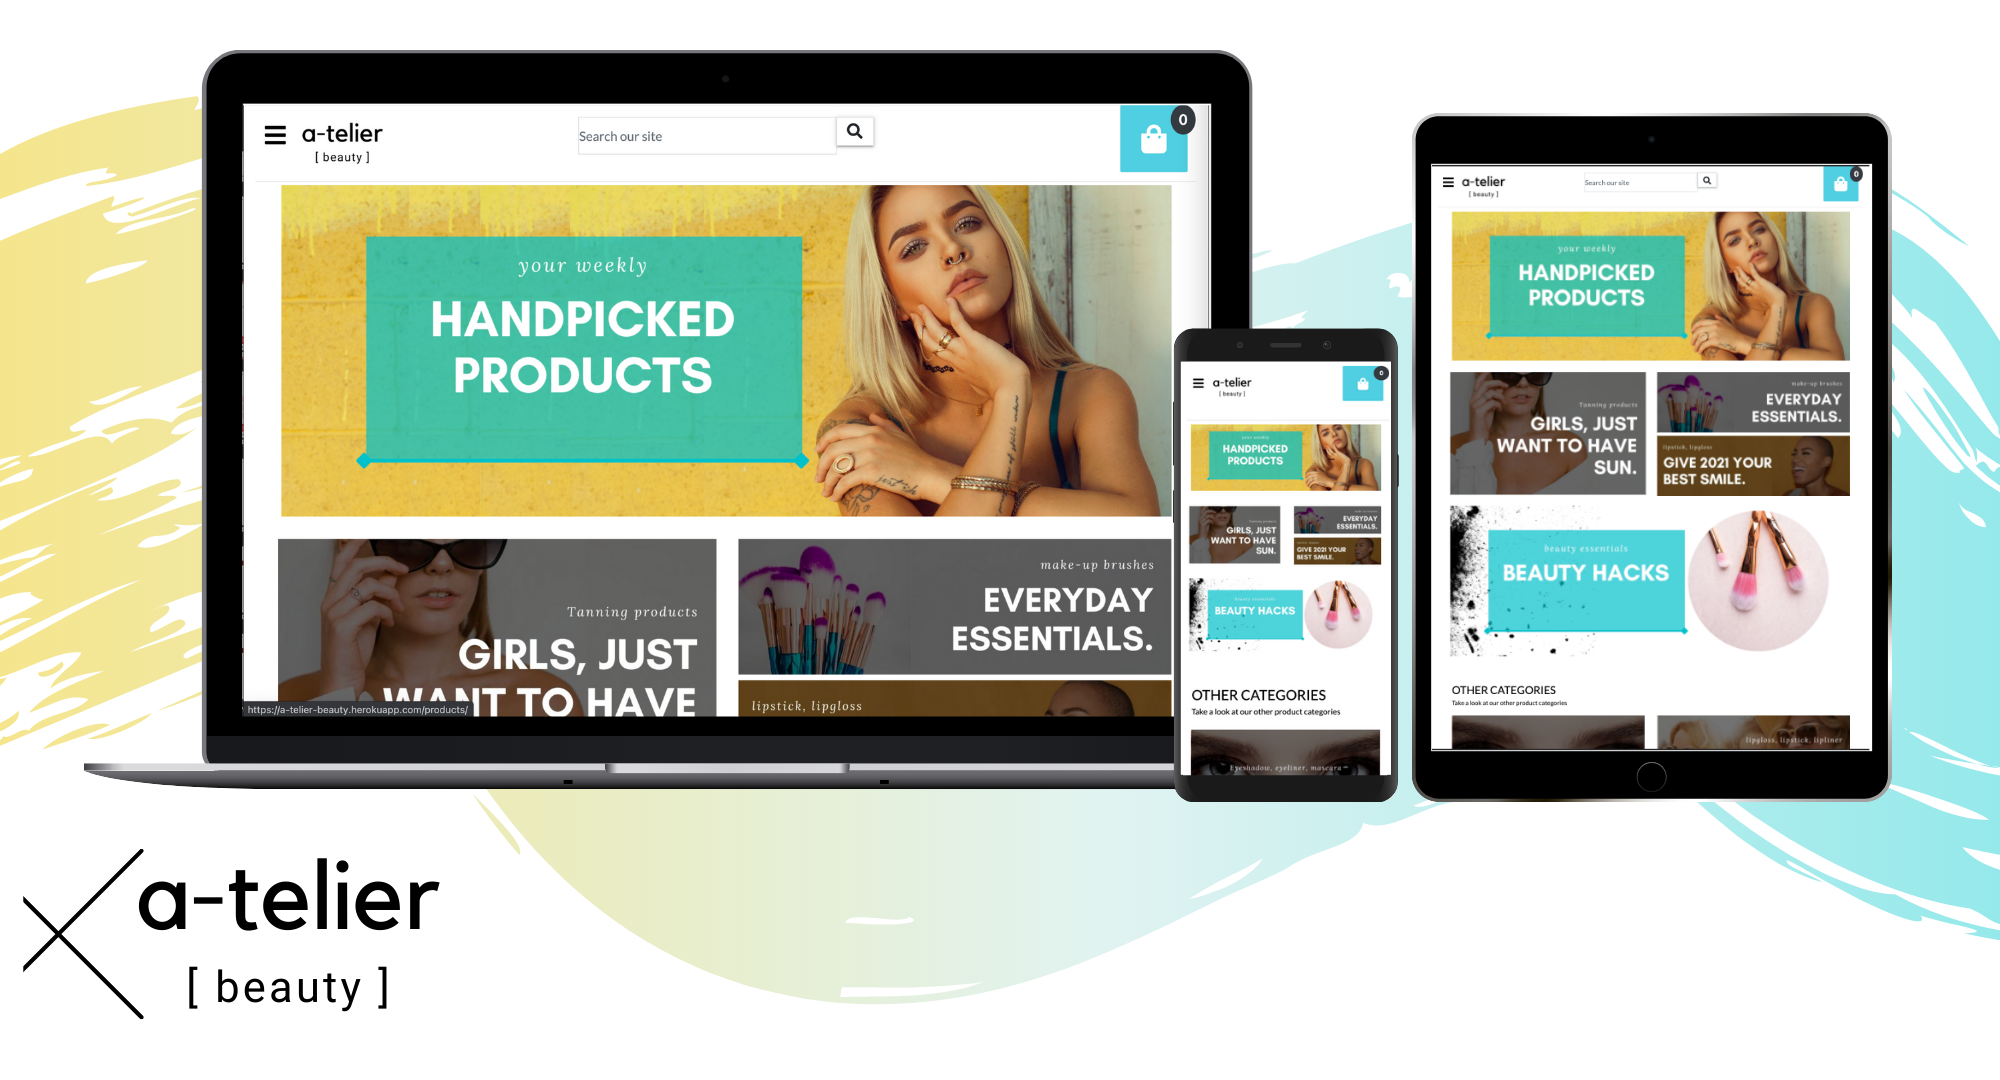 a-telier
[ beauty ]
Search our site
0
your weekly
HANDPICKED
PRODUCTS
Tanning products
GIRLS, JUST
WANT TO HAVE
make-up brushes
EVERYDAY
ESSENTIALS.
lipstick, lipgloss
https://a-telier-beauty.herokuapp.com/products/
a-telier
[ beauty ]
0
your weekly
HANDPICKED
PRODUCTS
Tanning products
GIRLS, JUST
WANT TO HAVE
SUN.
EVERYDAY
ESSENTIALS.
GIVE 2021 YOUR
BEST SMILE.
beauty essentials
BEAUTY HACKS
OTHER CATEGORIES
Take a look at our other product categories
Eyeshadow, eyeliner, mascara
a-telier
[ beauty ]
Search our site
0
your weekly
HANDPICKED
PRODUCTS
Tanning products
GIRLS, JUST
WANT TO HAVE
SUN.
make-up brushes
EVERYDAY
ESSENTIALS.
lipstick, lipgloss
GIVE 2021 YOUR
BEST SMILE.
beauty essentials
BEAUTY HACKS
OTHER CATEGORIES
Take a look at our other product categories
lipgloss, lipstick, lipliner
a-telier
[ beauty ]